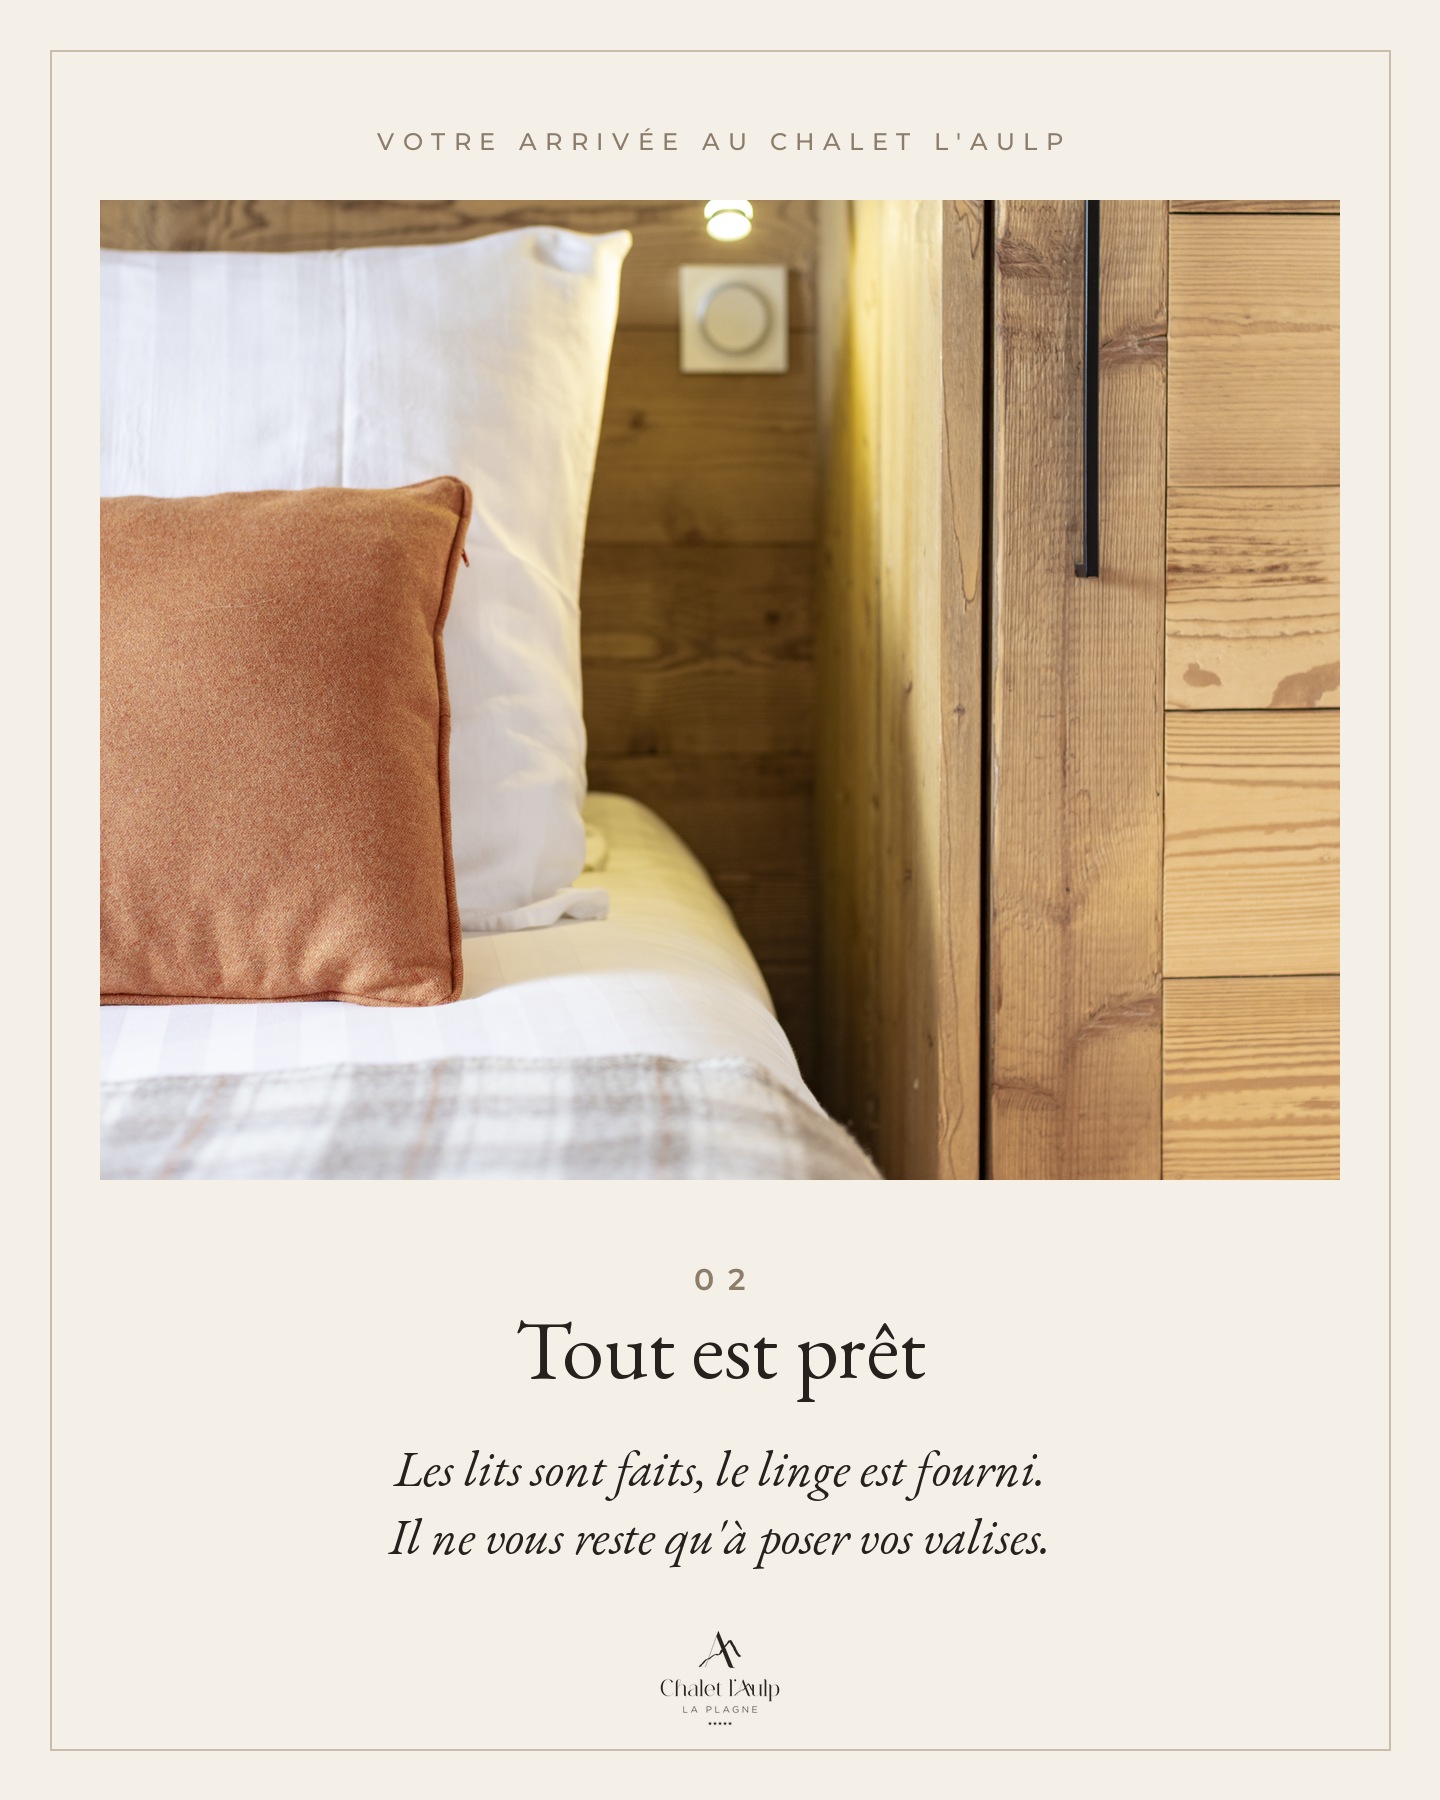 VOTRE ARRIVÉE AU CHALET L'AULP
02
Tout est prêt
Les lits sont faits, le linge est fourni.
Il ne vous reste qu'à poser vos valises.
Chalet l'Aulp
LA PLAGNE